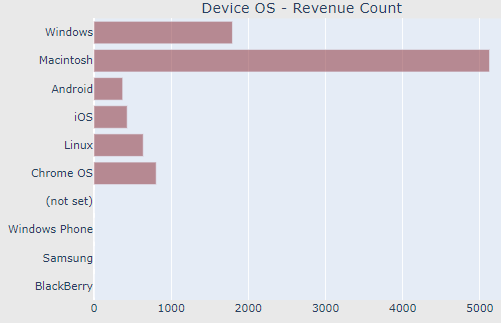 Device OS - Revenue Count
Windows
Macintosh
Android
iOS
Linux
Chrome OS
(not set)
Windows Phone
Samsung
BlackBerry
0 1000 2000 3000 4000 5000